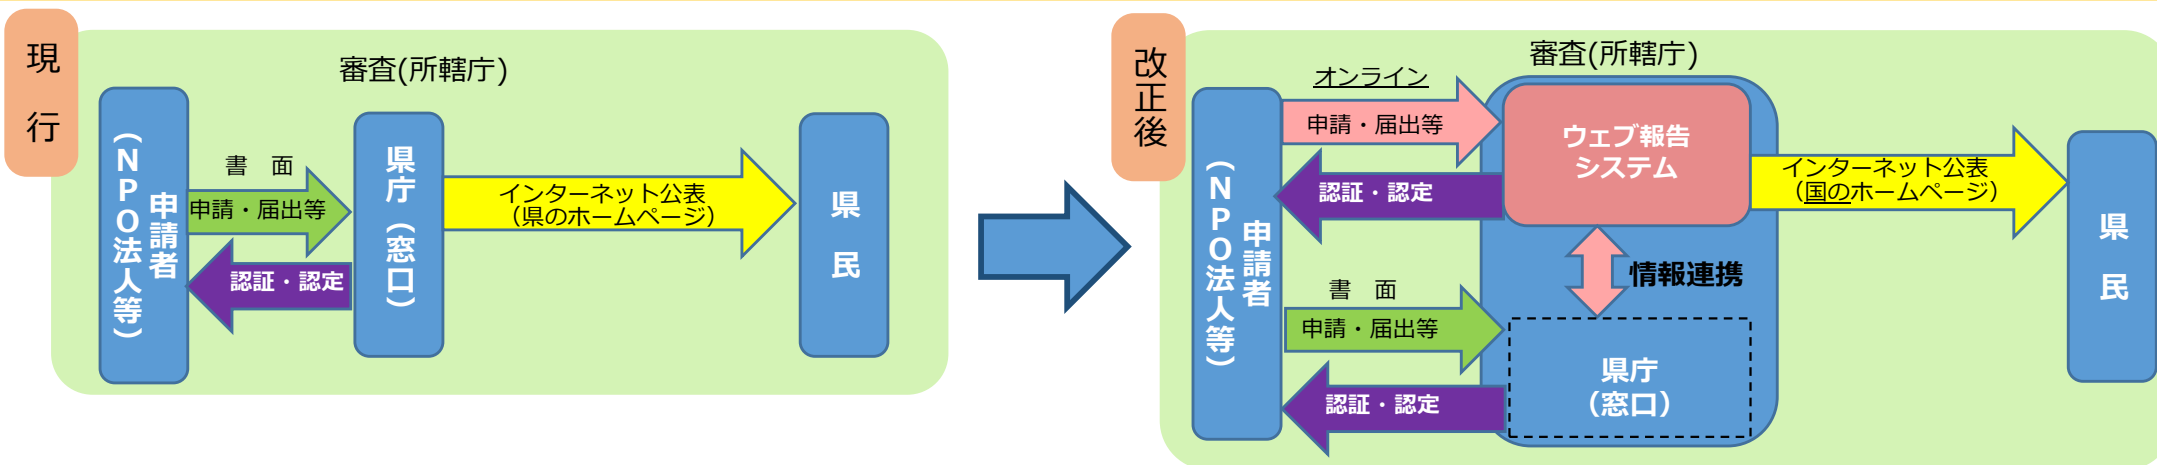 現行
審査(所轄庁)
申請者
（NPO法人等）
書　面
申請・届出等
認証・認定
県庁（窓口）
インターネット公表
（県のホームページ）
県民
改正後
審査(所轄庁)
申請者
（NPO法人等）
オンライン
申請・届出等
認証・認定
書　面
申請・届出等
認証・認定
ウェブ報告
システム
情報連携
県庁
（窓口）
インターネット公表
（国のホームページ）
県民